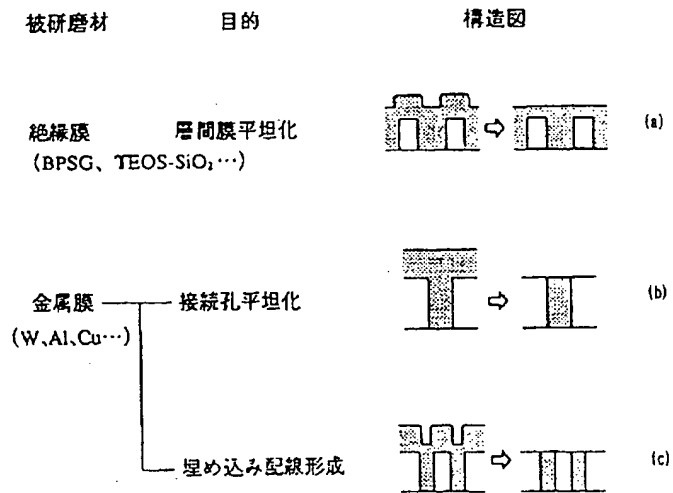 被研磨材 目的 構造図
絶縁膜 層間膜平坦化 (a)
(BPSG、TEOS-SiO₂…)
金属膜 接続孔平坦化 (b)
(W、Al、Cu…)
埋め込み配線形成 (c)